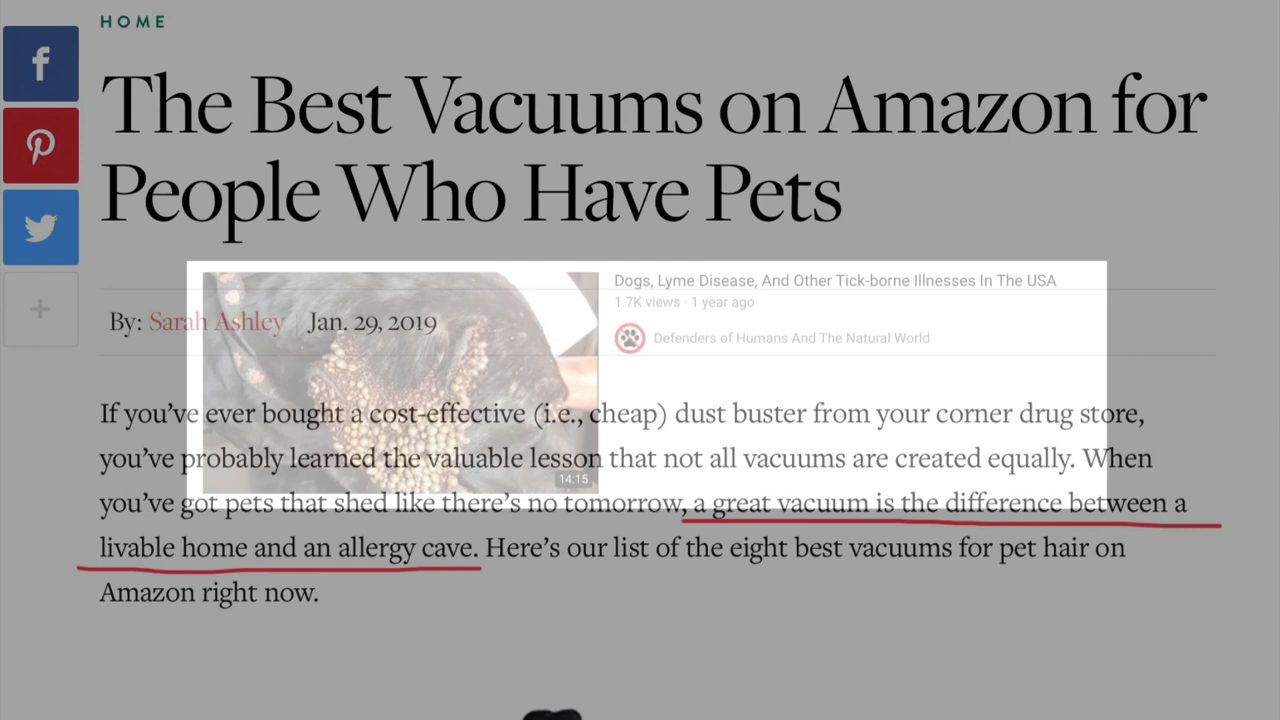 HOME
The Best Vacuums on Amazon for
People Who Have Pets
Dogs, Lyme Disease, And Other Tick-borne Illnesses In The USA
1.7K views · 1 year ago
By: Sarah Ashley | Jan. 29, 2019
Defenders of Humans And The Natural World
If you’ve ever bought a cost-effective (i.e., cheap) dust buster from your corner drug store,
you’ve probably learned the valuable lesson that not all vacuums are created equally. When
14:15
you’ve got pets that shed like there’s no tomorrow, a great vacuum is the difference between a
livable home and an allergy cave. Here’s our list of the eight best vacuums for pet hair on
Amazon right now.